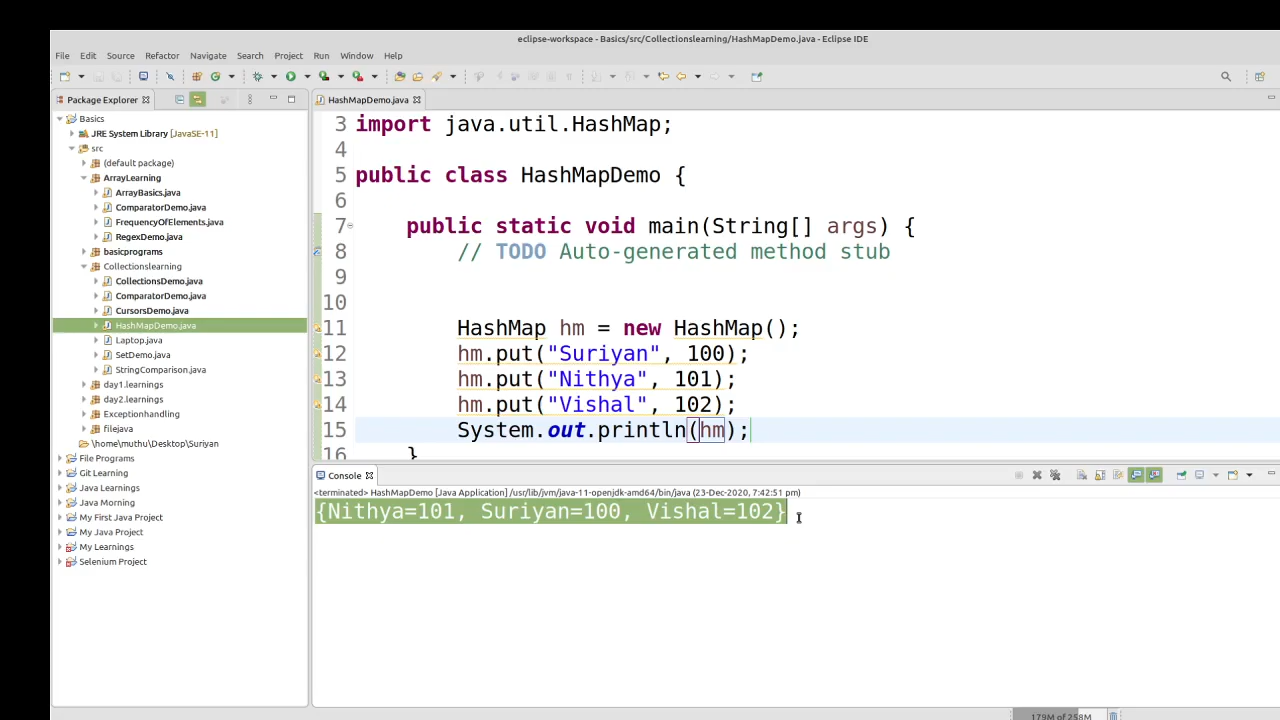 eclipse-workspace - Basics/src/Collectionslearning/HashMapDemo.java - Eclipse IDE
File Edit Source Refactor Navigate Search Project Run Window Help
Package Explorer
HashMapDemo.java
Basics
JRE System Library [JavaSE-11]
src
(default package)
ArrayLearning
ArrayBasics.java
ComparatorDemo.java
FrequencyOfElements.java
RegexDemo.java
basicprograms
Collectionslearning
CollectionsDemo.java
ComparatorDemo.java
CursorsDemo.java
HashMapDemo.java
Laptop.java
SetDemo.java
StringComparison.java
day1.learnings
day2.learnings
Exceptionhandling
filejava
\home\muthu\Desktop\Suriyan
File Programs
Git Learning
Java Learnings
Java Morning
My First Java Project
My Java Project
My Learnings
Selenium Project
3 import java.util.HashMap;
4
5 public class HashMapDemo {
6
7 public static void main(String[] args) {
8 // TODO Auto-generated method stub
9
10
11 HashMap hm = new HashMap();
12 hm.put("Suriyan", 100);
13 hm.put("Nithya", 101);
14 hm.put("Vishal", 102);
15 System.out.println(hm);
16 }
Console
<terminated> HashMapDemo [Java Application] /usr/lib/jvm/java-11-openjdk-amd64/bin/java (23-Dec-2020, 7:42:51 pm)
{Nithya=101, Suriyan=100, Vishal=102}
179M of 258M